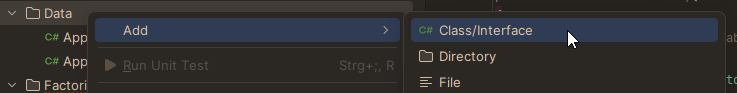 Data
Add
C# Class/Interface
App
Directory
App
Run Unit Test Strg+;, R
Factori
File